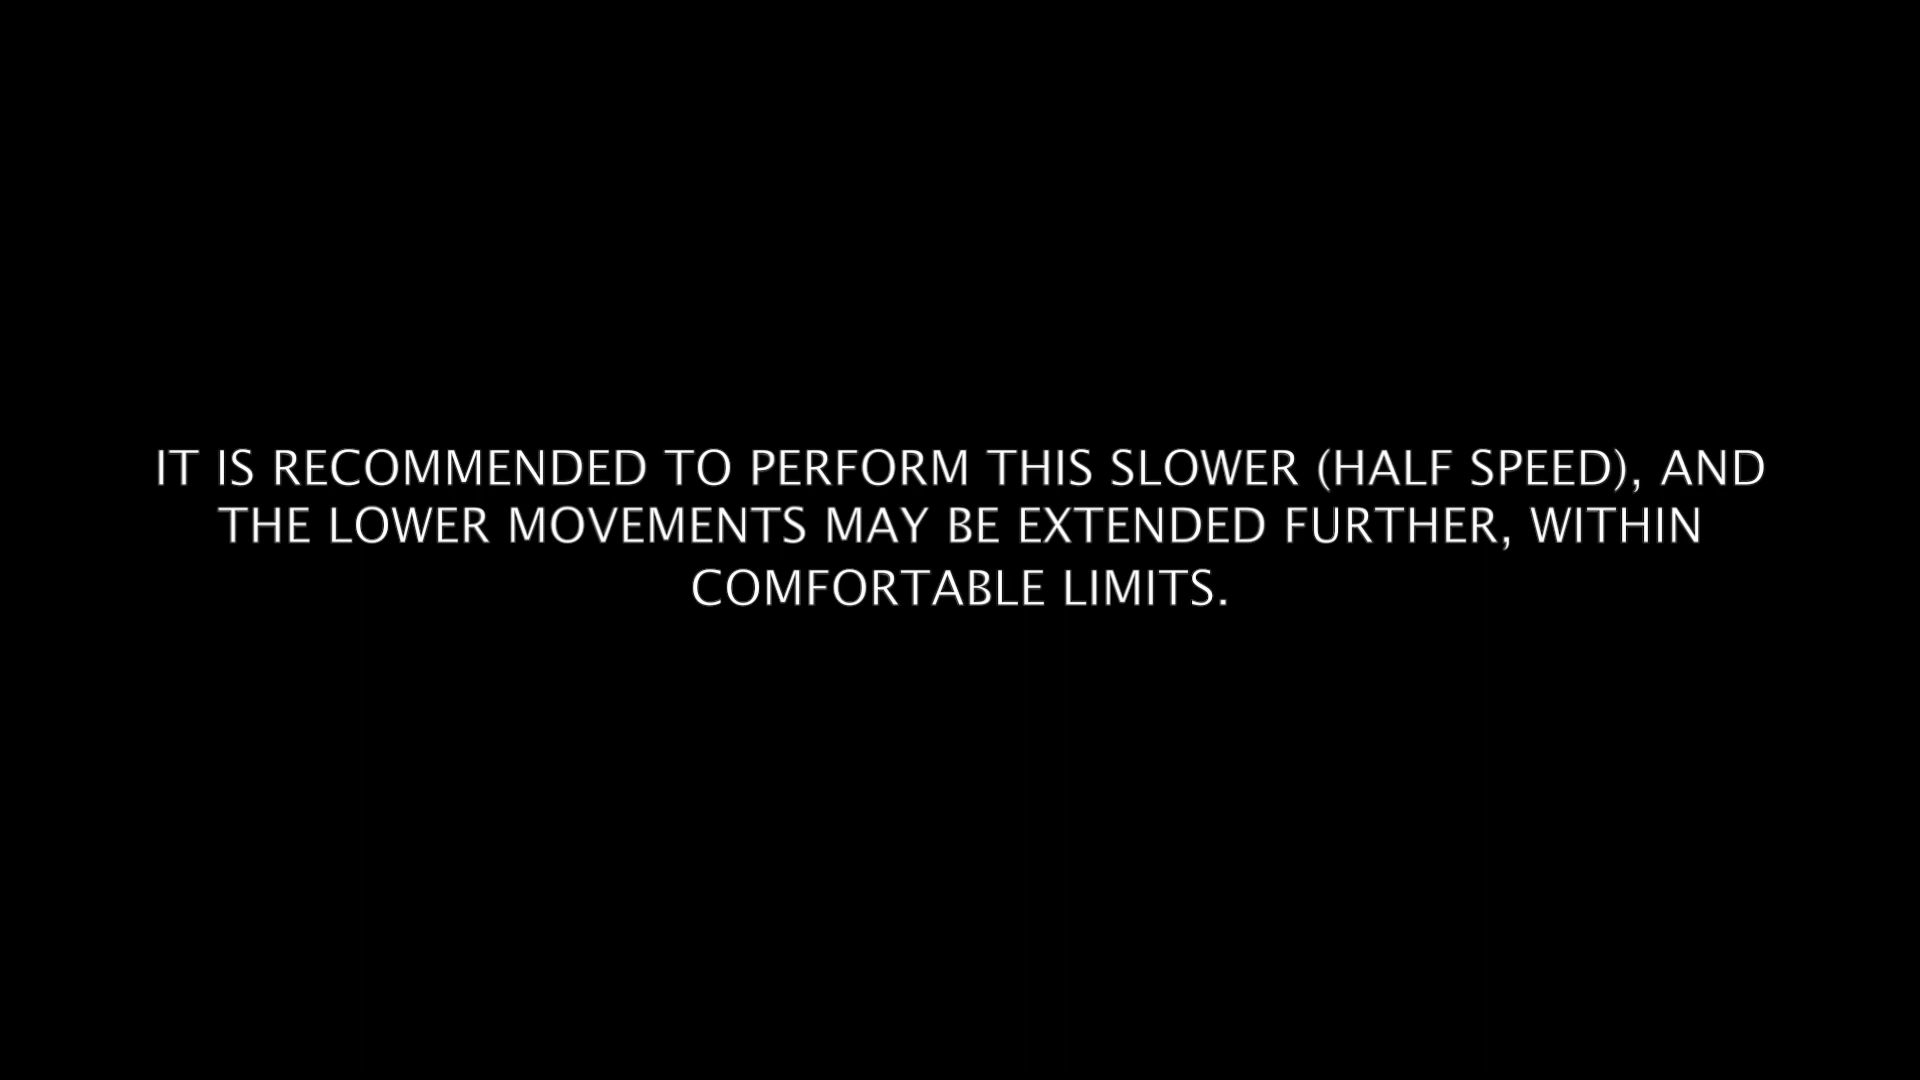 IT IS RECOMMENDED TO PERFORM THIS SLOWER (HALF SPEED), AND
THE LOWER MOVEMENTS MAY BE EXTENDED FURTHER, WITHIN
COMFORTABLE LIMITS.